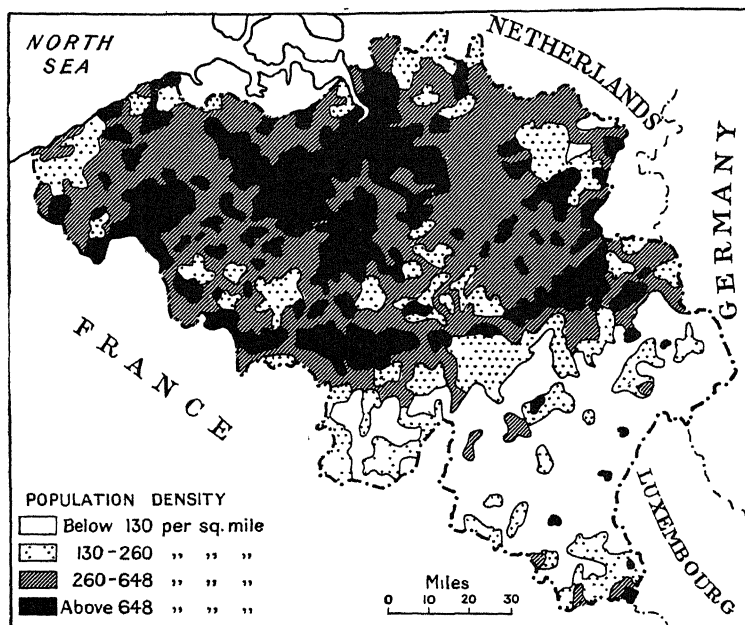 NORTH
SEA
NETHERLANDS
GERMANY
FRANCE
LUXEMBOURG
POPULATION DENSITY
Below 130 per sq. mile
130-260 „ „ „
260-648 „ „ „
Above 648 „ „ „
Miles
0 10 20 30